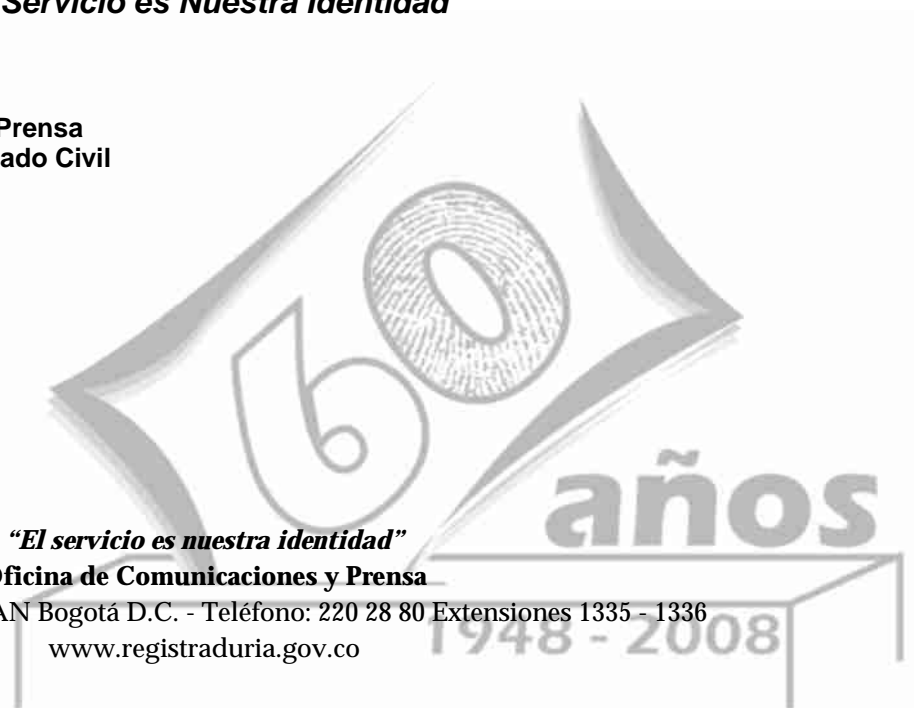 Servicio es Nuestra Identidad
Prensa
ado Civil
60
años
“El servicio es nuestra identidad”
Oficina de Comunicaciones y Prensa
AN Bogotá D.C. - Teléfono: 220 28 80 Extensiones 1335 - 1336
1948 - 2008
www.registraduria.gov.co